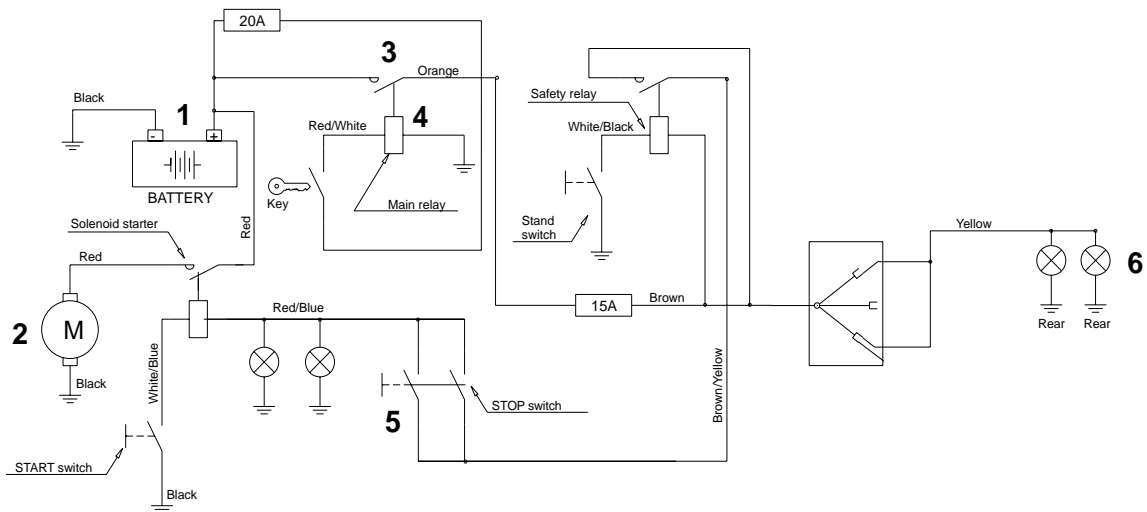 20A
3
Orange
Black
1
-
+
Safety relay
Red/White
4
White/Black
BATTERY
Key
Main relay
Stand
switch
Solenoid starter
Red
Red
Yellow
6
15A
Brown
Rear
Rear
2
M
Red/Blue
White/Blue
Black
Brown/Yellow
5
STOP switch
START switch
Black